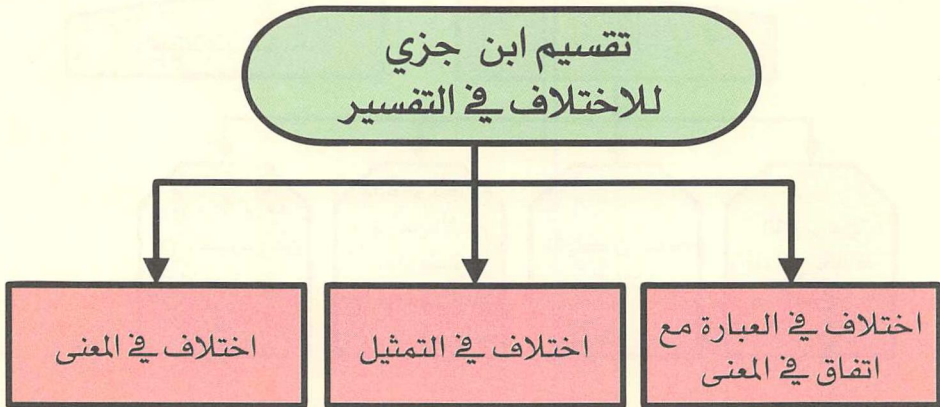 تقسيم ابن جزي
للاختلاف في التفسير
اختلاف في العبارة مع
اتفاق في المعنى
اختلاف في التمثيل
اختلاف في المعنى